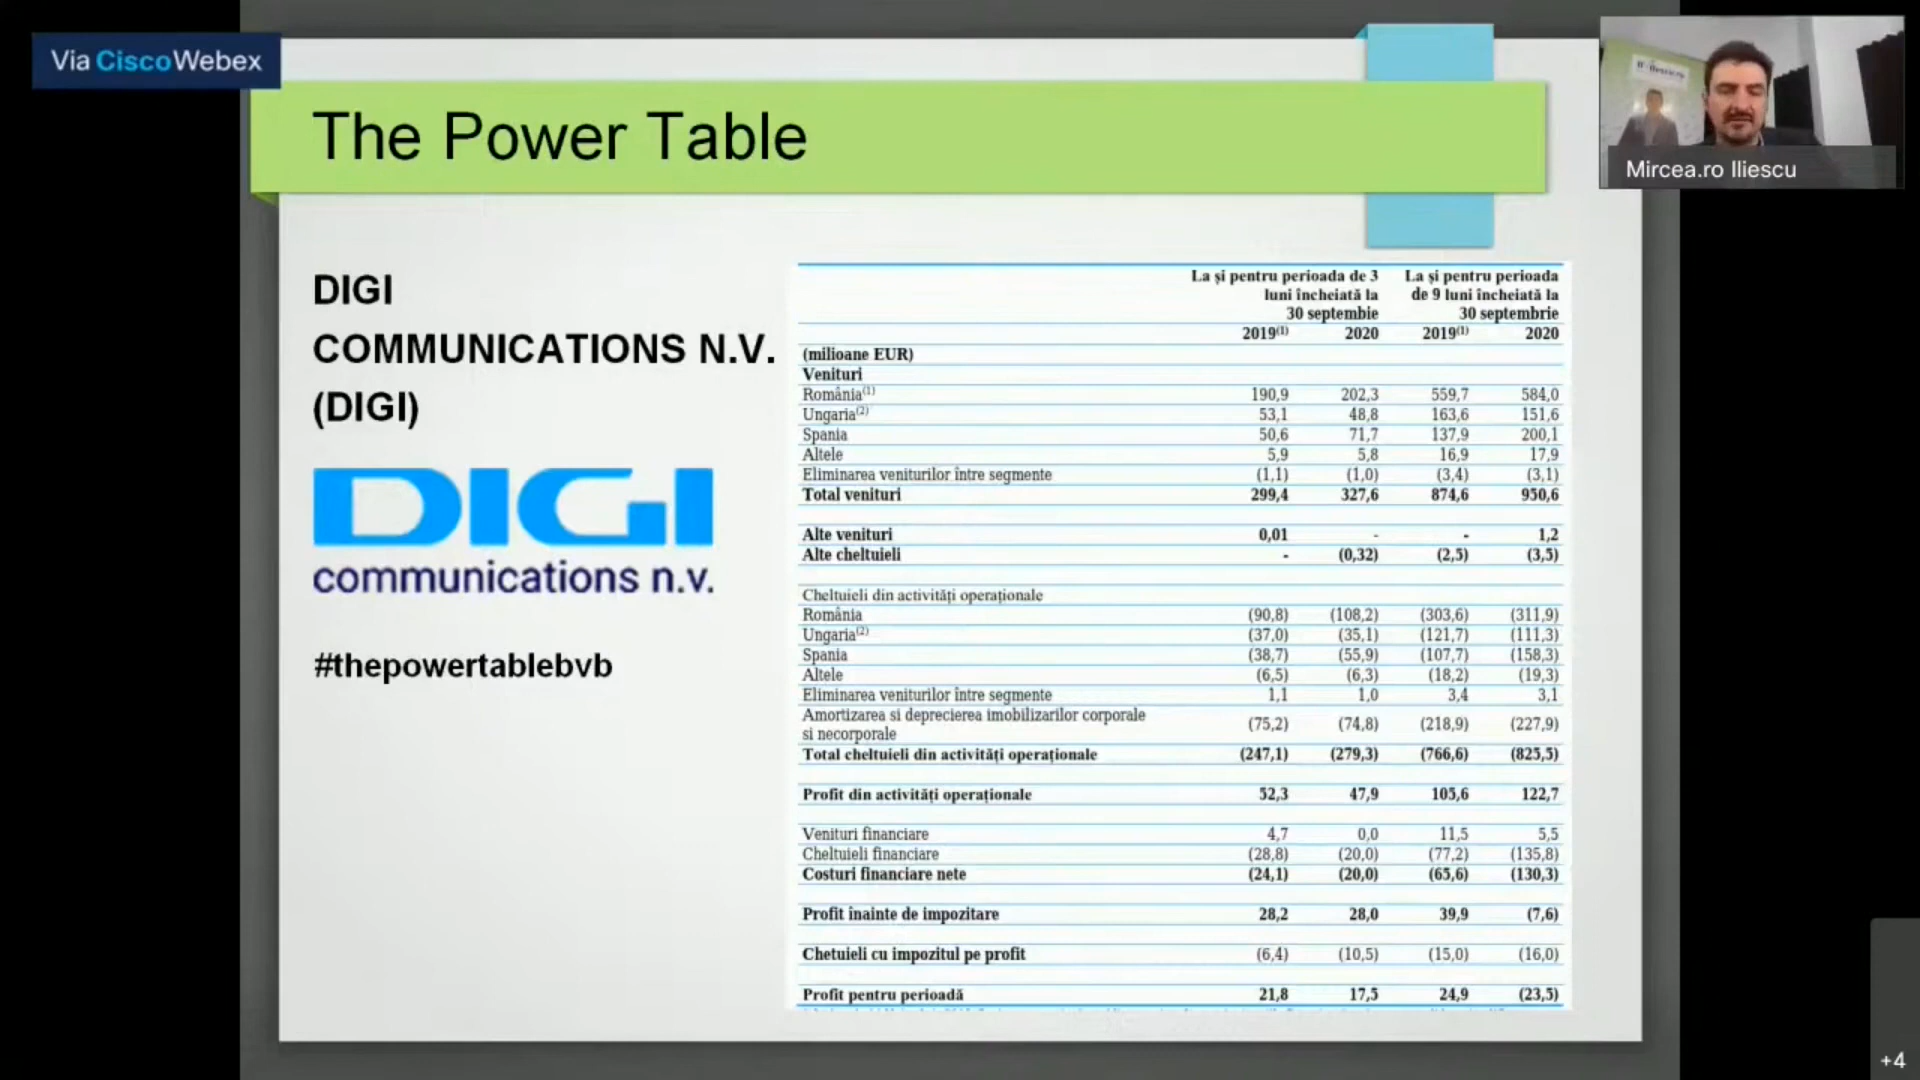 Via CiscoWebex
The Power Table
Mircea.ro Iliescu
DIGI
COMMUNICATIONS N.V.
(DIGI)
DIGI
communications n.v.
#thepowertablebvb
La și pentru perioada de 3 luni încheiată la 30 septembie
La și pentru perioada de 9 luni încheiată la 30 septembrie
2019(1) 2020 2019(1) 2020
(milioane EUR)
Venituri
România(1) 190,9 202,3 559,7 584,0
Ungaria(2) 53,1 48,8 163,6 151,6
Spania 50,6 71,7 137,9 200,1
Altele 5,9 5,8 16,9 17,9
Eliminarea veniturilor între segmente (1,1) (1,0) (3,4) (3,1)
Total venituri 299,4 327,6 874,6 950,6
Alte venituri 0,01 - - 1,2
Alte cheltuieli - (0,32) (2,5) (3,5)
Cheltuieli din activități operaționale
România (90,8) (108,2) (303,6) (311,9)
Ungaria(2) (37,0) (35,1) (121,7) (111,3)
Spania (38,7) (55,9) (107,7) (158,3)
Altele (6,5) (6,3) (18,2) (19,3)
Eliminarea veniturilor între segmente 1,1 1,0 3,4 3,1
Amortizarea si deprecierea imobilizarilor corporale
si necorporale (75,2) (74,8) (218,9) (227,9)
Total cheltuieli din activități operaționale (247,1) (279,3) (766,6) (825,5)
Profit din activități operaționale 52,3 47,9 105,6 122,7
Venituri financiare 4,7 0,0 11,5 5,5
Cheltuieli financiare (28,8) (20,0) (77,2) (135,8)
Costuri financiare nete (24,1) (20,0) (65,6) (130,3)
Profit înainte de impozitare 28,2 28,0 39,9 (7,6)
Chetuieli cu impozitul pe profit (6,4) (10,5) (15,0) (16,0)
Profit pentru perioadă 21,8 17,5 24,9 (23,5)
+4